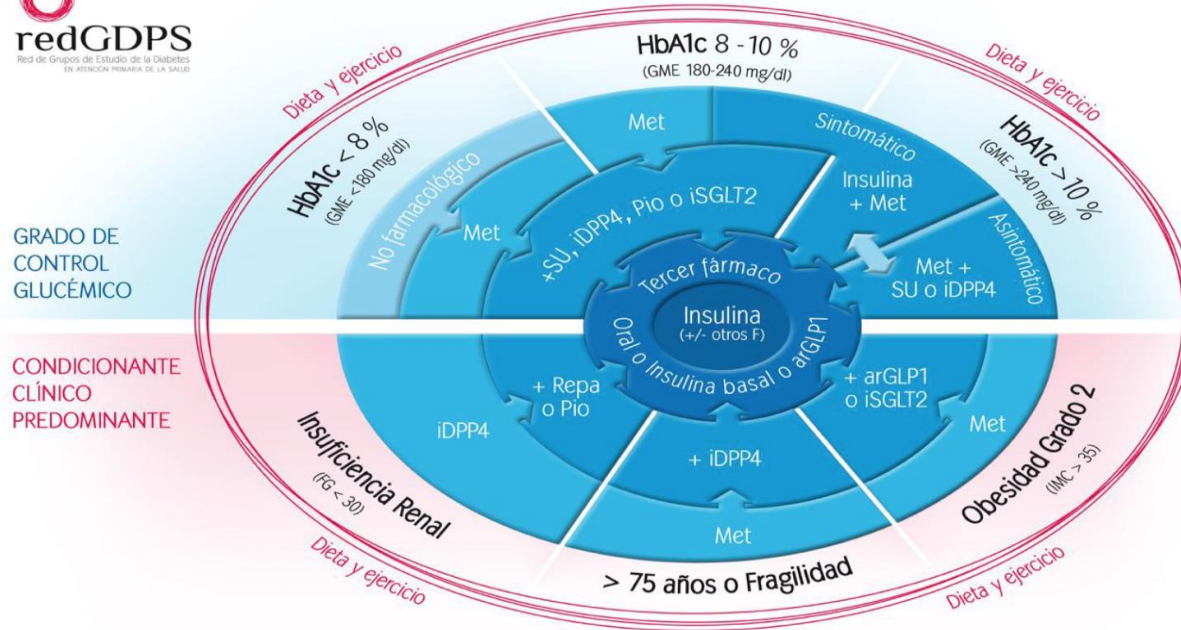 redGDPS
Red de Grupos de Estudio de la Diabetes
EN ATENCIÓN PRIMARIA DE LA SALUD
Dieta y ejercicio
HbA1c 8 - 10 %
(GME 180-240 mg/dl)
Dieta y ejercicio
HbA1c < 8 %
(GME <180 mg/dl)
HbA1c >10 %
(GME >240 mg/dl)
GRADO DE
CONTROL
GLUCÉMICO
No farmacológico
Met
Met
Sintomático
Insulina
+ Met
Asintomático
Met +
SU o iDPP4
+SU, iDPP4, Pio o iSGLT2
Tercer fármaco
Insulina
(+/- otros F)
Oral o Insulina basal o arGLP1
CONDICIONANTE
CLÍNICO
PREDOMINANTE
iDPP4
+ Repa
o Pio
Insuficiencia Renal
(FG < 30)
+ iDPP4
Met
> 75 años o Fragilidad
+ arGLP1
o iSGLT2
Met
Obesidad Grado 2
(IMC > 35)
Dieta y ejercicio
Dieta y ejercicio